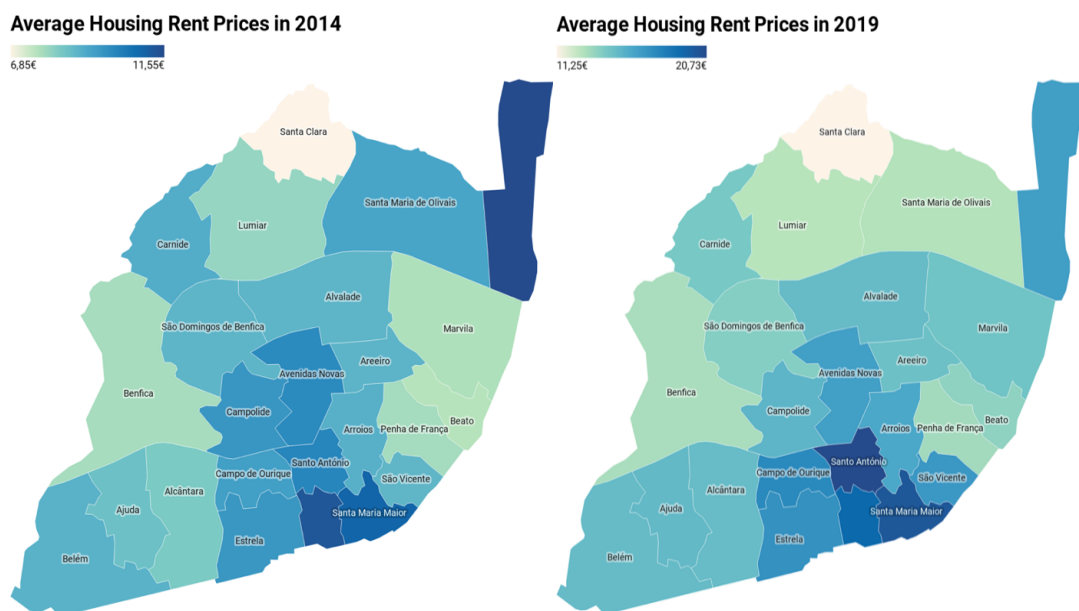 Average Housing Rent Prices in 2014
6,85€ 11,55€
Santa Clara
Santa Maria de Olivais
Lumiar
Carnide
Alvalade
São Domingos de Benfica
Marvila
Areeiro
Avenidas Novas
Benfica
Campolide
Beato
Arroios
Penha de França
Santo António
Campo de Ourique
São Vicente
Alcântara
Ajuda
Santa Maria Maior
Estrela
Belém
Average Housing Rent Prices in 2019
11,25€ 20,73€
Santa Clara
Santa Maria de Olivais
Lumiar
Carnide
Alvalade
São Domingos de Benfica
Marvila
Areeiro
Avenidas Novas
Benfica
Campolide
Beato
Arroios
Penha de França
Santo António
Campo de Ourique
São Vicente
Alcântara
Ajuda
Santa Maria Maior
Estrela
Belém